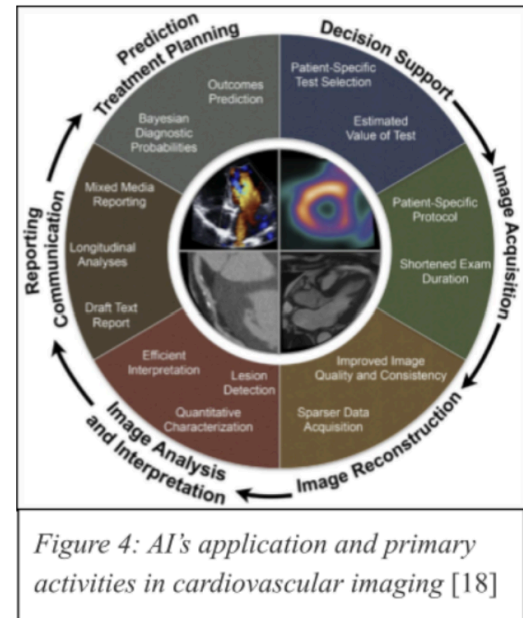 Prediction
Treatment Planning
Outcomes
Prediction
Bayesian
Diagnostic
Probabilities
Decision Support
Patient-Specific
Test Selection
Estimated
Value of Test
Image Acquisition
Patient-Specific
Protocol
Shortened Exam
Duration
Image Reconstruction
Improved Image
Quality and Consistency
Sparser Data
Acquisition
Image Analysis
and Interpretation
Efficient
Interpretation
Lesion
Detection
Quantitative
Characterization
Reporting
Communication
Mixed Media
Reporting
Longitudinal
Analyses
Draft Text
Report
Figure 4: AI's application and primary
activities in cardiovascular imaging [18]